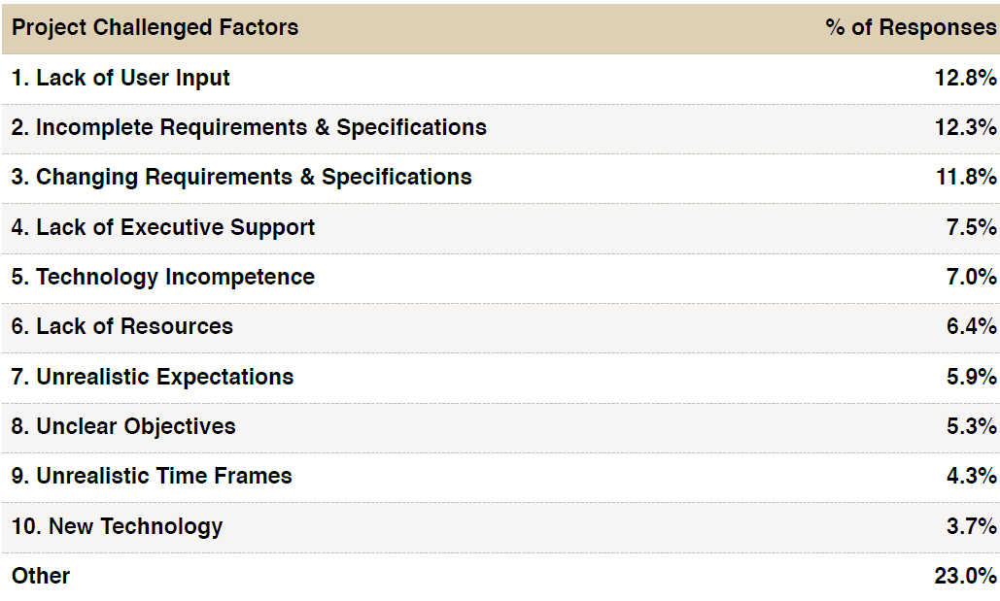 Project Challenged Factors % of Responses
1. Lack of User Input 12.8%
2. Incomplete Requirements & Specifications 12.3%
3. Changing Requirements & Specifications 11.8%
4. Lack of Executive Support 7.5%
5. Technology Incompetence 7.0%
6. Lack of Resources 6.4%
7. Unrealistic Expectations 5.9%
8. Unclear Objectives 5.3%
9. Unrealistic Time Frames 4.3%
10. New Technology 3.7%
Other 23.0%